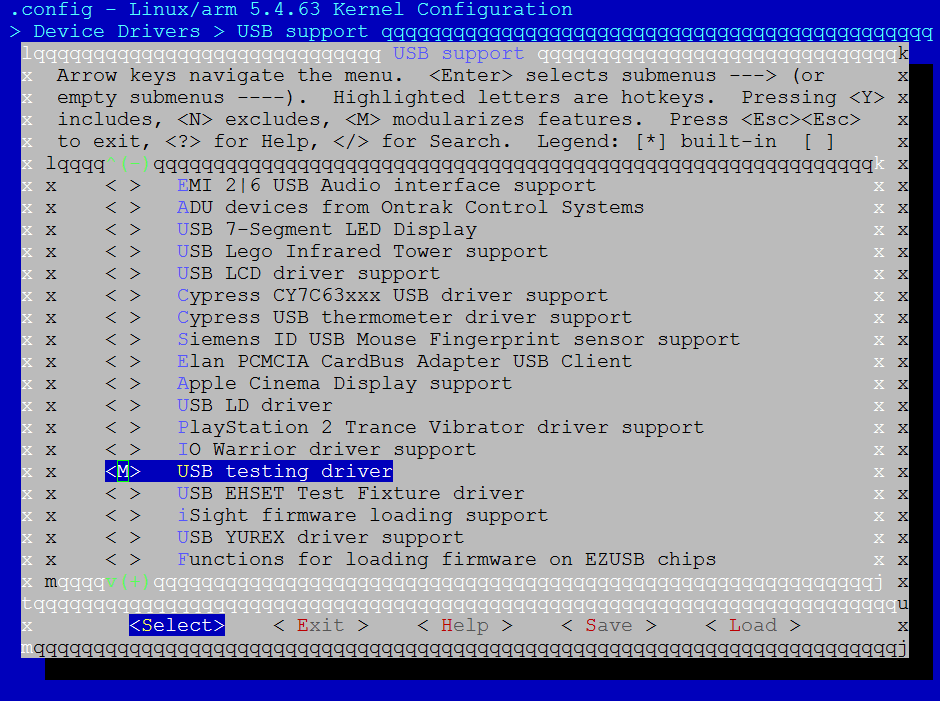 .config - Linux/arm 5.4.63 Kernel Configuration
> Device Drivers > USB support qqqqqqqqqqqqqqqqqqqqqqqqqqqqqqqqqqqqqqqqqqqqqq
lqqqqqqqqqqqqqqqqqqqqqqqqqqqqq USB support qqqqqqqqqqqqqqqqqqqqqqqqqqqqqqk
x Arrow keys navigate the menu. <Enter> selects submenus ---> (or x
x empty submenus ----). Highlighted letters are hotkeys. Pressing <Y> x
x includes, <N> excludes, <M> modularizes features. Press <Esc><Esc> x
x to exit, <?> for Help, </> for Search. Legend: [*] built-in [ ] x
x lqqqq^(-)qqqqqqqqqqqqqqqqqqqqqqqqqqqqqqqqqqqqqqqqqqqqqqqqqqqqqqqqqqqqk x
x x < > EMI 2|6 USB Audio interface support x x
x x < > ADU devices from Ontrak Control Systems x x
x x < > USB 7-Segment LED Display x x
x x < > USB Lego Infrared Tower support x x
x x < > USB LCD driver support x x
x x < > Cypress CY7C63xxx USB driver support x x
x x < > Cypress USB thermometer driver support x x
x x < > Siemens ID USB Mouse Fingerprint sensor support x x
x x < > Elan PCMCIA CardBus Adapter USB Client x x
x x < > Apple Cinema Display support x x
x x < > USB LD driver x x
x x < > PlayStation 2 Trance Vibrator driver support x x
x x < > IO Warrior driver support x x
x x <M> USB testing driver x x
x x < > USB EHSET Test Fixture driver x x
x x < > iSight firmware loading support x x
x x < > USB YUREX driver support x x
x x < > Functions for loading firmware on EZUSB chips x x
x mqqqqv(+)qqqqqqqqqqqqqqqqqqqqqqqqqqqqqqqqqqqqqqqqqqqqqqqqqqqqqqqqqqqqj x
tqqqqqqqqqqqqqqqqqqqqqqqqqqqqqqqqqqqqqqqqqqqqqqqqqqqqqqqqqqqqqqqqqqqqqqqqu
x <Select> < Exit > < Help > < Save > < Load > x
mqqqqqqqqqqqqqqqqqqqqqqqqqqqqqqqqqqqqqqqqqqqqqqqqqqqqqqqqqqqqqqqqqqqqqqqqj